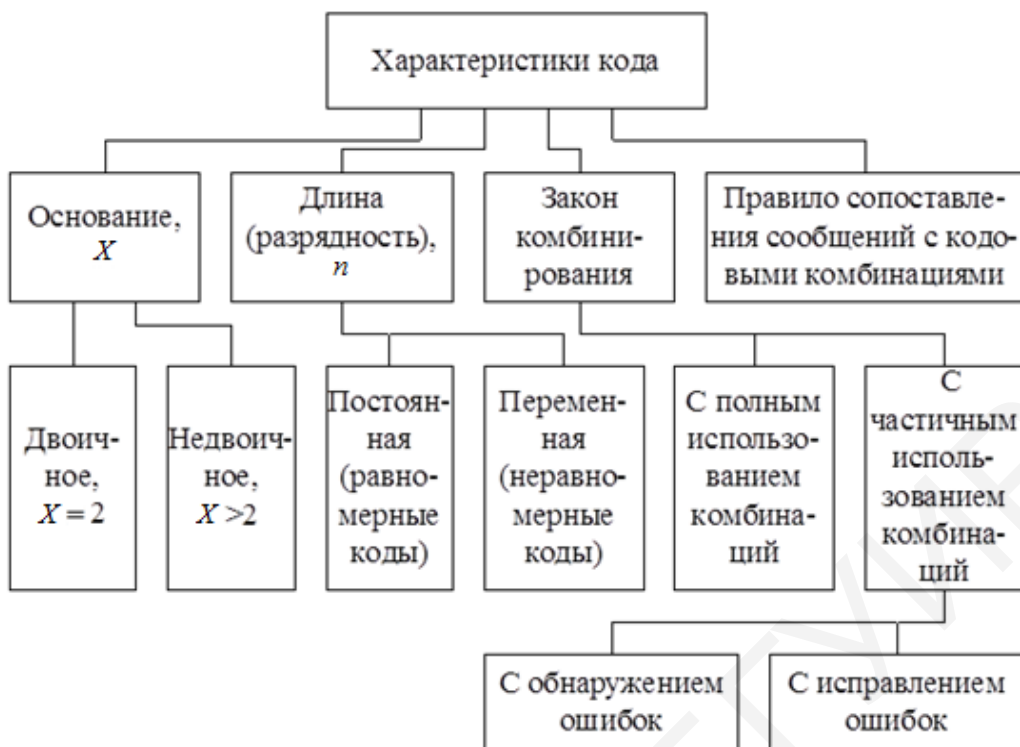 Характеристики кода
Основание,
X
Длина
(разрядность),
n
Закон
комбини-
рования
Правило сопоставле-
ния сообщений с кодо-
выми комбинациями
Двоич-
ное,
X = 2
Недвоич-
ное,
X >2
Постоян-
ная
(равно-
мерные
коды)
Перемен-
ная
(неравно-
мерные
коды)
С полным
использо-
ванием
комбина-
ций
С
частичным
исполь-
зованием
комбина-
ций
С обнаружением
ошибок
С исправлением
ошибок